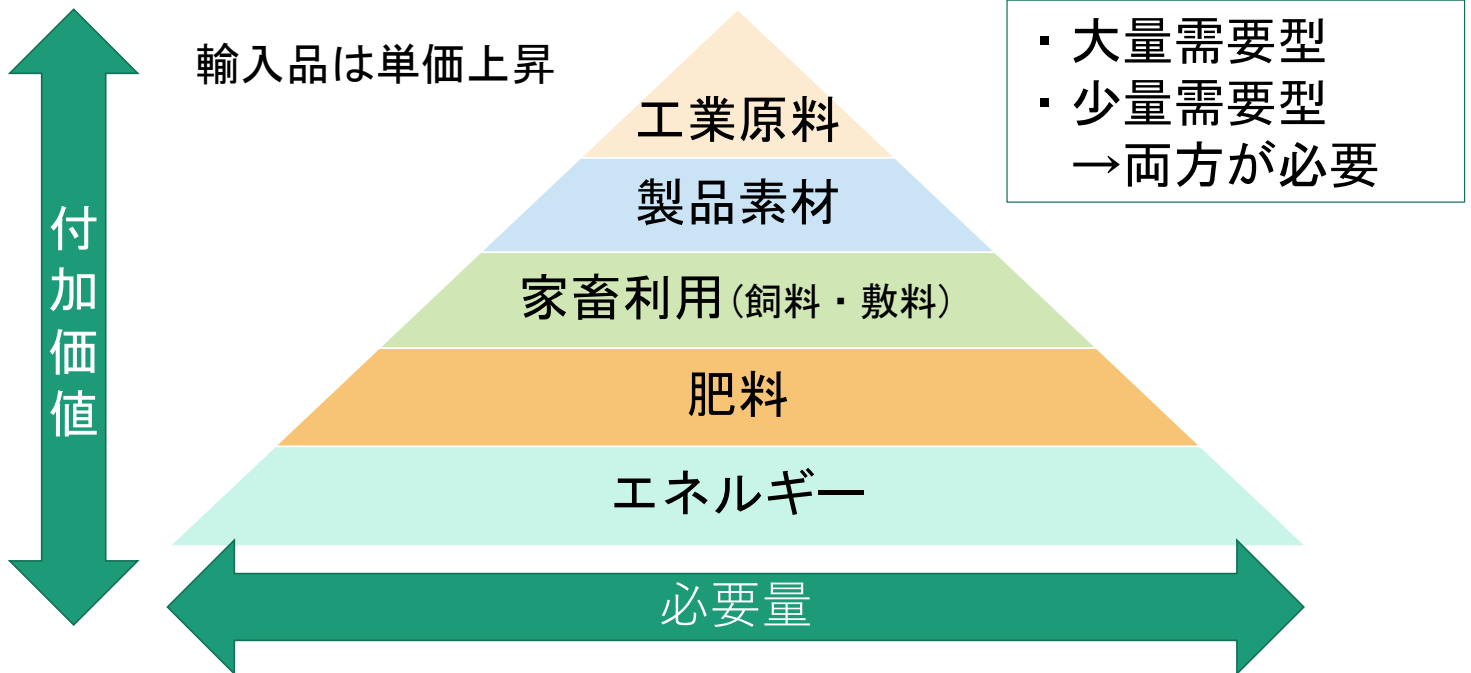 輸入品は単価上昇
・大量需要型
・少量需要型
→両方が必要
付加価値
工業原料
製品素材
家畜利用(飼料・敷料)
肥料
エネルギー
必要量